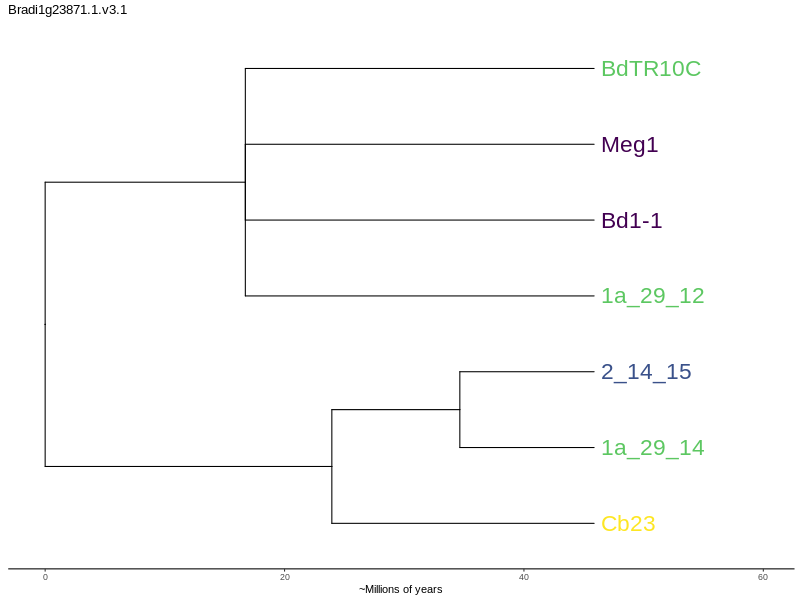 Bradi1g23871.1.v3.1
BdTR10C
Meg1
Bd1-1
1a_29_12
2_14_15
1a_29_14
Cb23
0 20 40 60
~Millions of years